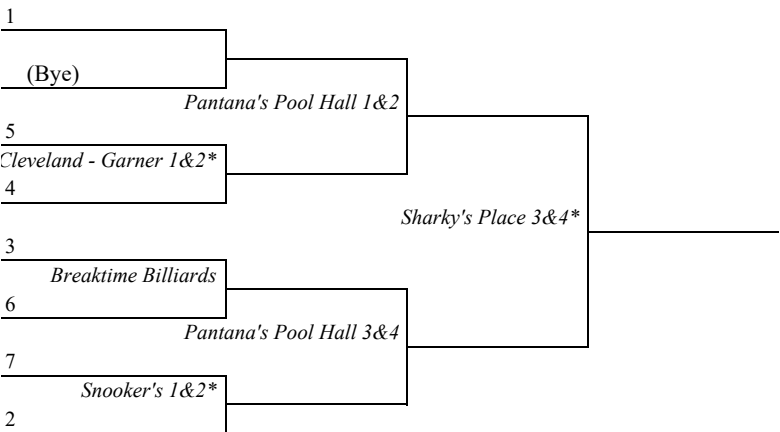 1
(Bye)
Pantana's Pool Hall 1&2
5
Cleveland - Garner 1&2*
4
Sharky's Place 3&4*
3
Breaktime Billiards
6
Pantana's Pool Hall 3&4
7
Snooker's 1&2*
2